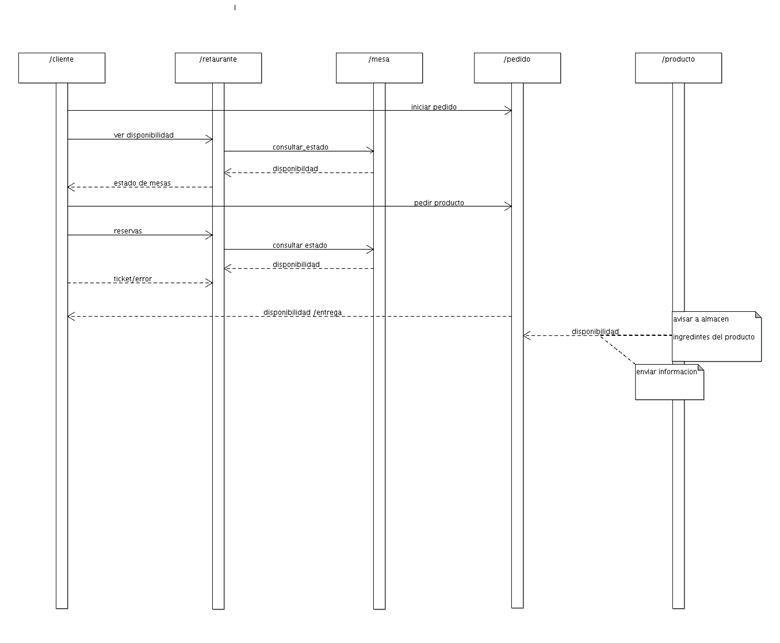 /cliente
/retaurante
/mesa
/pedido
/producto
iniciar pedido
ver disponibilidad
consultar_estado
disponibildad
estado de mesas
pedir producto
reservas
consultar estado
disponibilidad
ticket/error
disponibilidad /entrega
avisar a almacen
disponibilidad
ingredintes del producto
enviar informacion